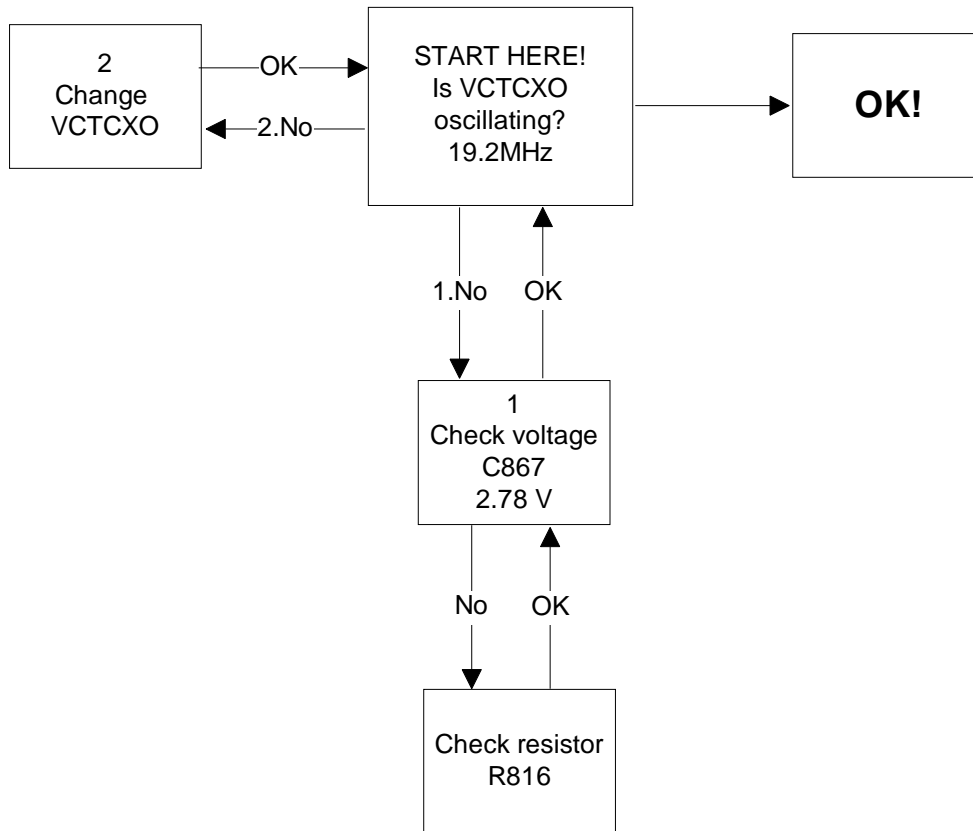 2
Change
VCTCXO
OK
2.No
START HERE!
Is VCTCXO
oscillating?
19.2MHz
OK!
1.No
OK
1
Check voltage
C867
2.78 V
No
OK
Check resistor
R816